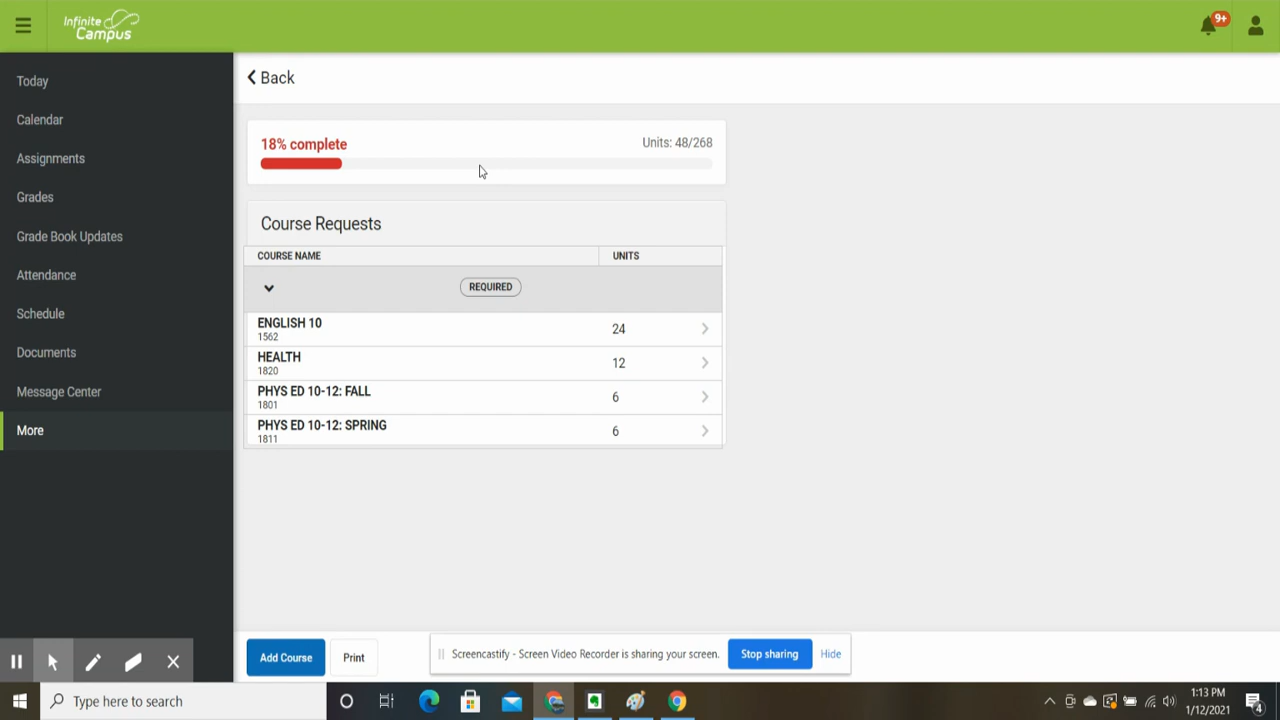 Infinite
Campus
9+
Today
Calendar
Assignments
Grades
Grade Book Updates
Attendance
Schedule
Documents
Message Center
More
Back
18% complete
Units: 48/268
Course Requests
COURSE NAME
UNITS
REQUIRED
ENGLISH 10
1562
24
HEALTH
1820
12
PHYS ED 10-12: FALL
1801
6
PHYS ED 10-12: SPRING
1811
6
Add Course
Print
Screencastify - Screen Video Recorder is sharing your screen.
Stop sharing
Hide
Type here to search
1:13 PM
1/12/2021
4